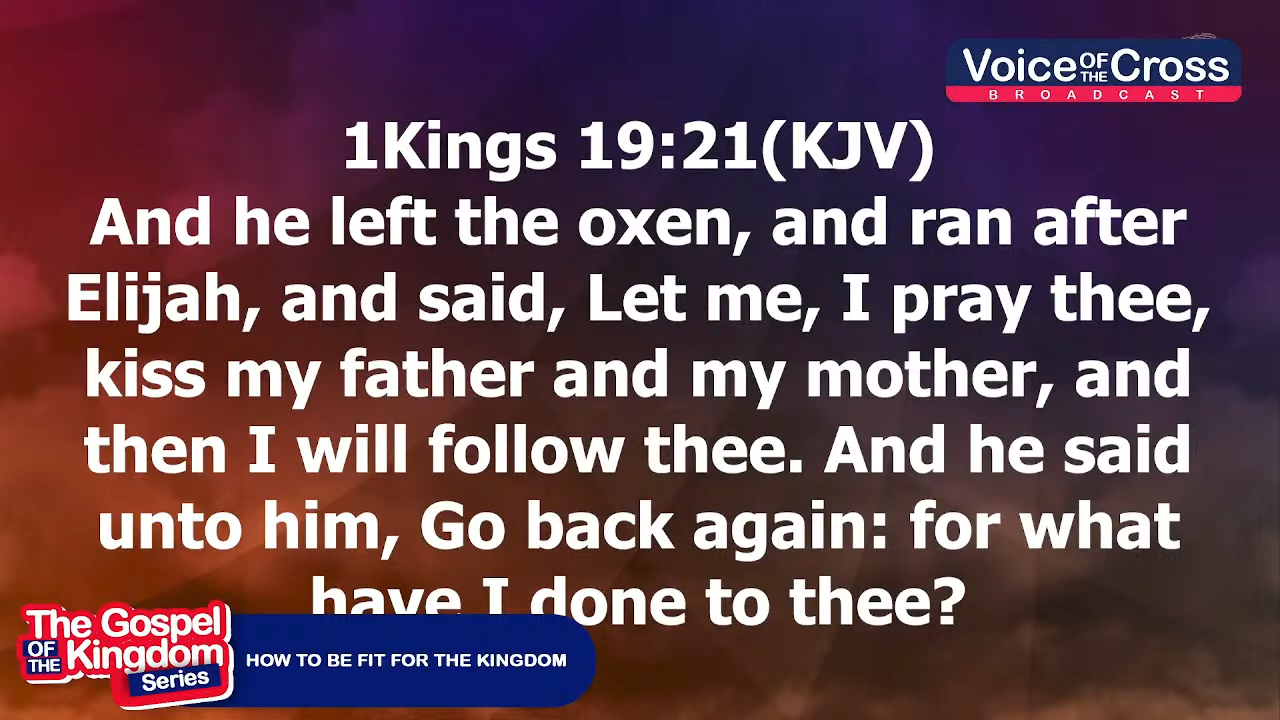 Voice OF THE Cross
BROADCAST
1Kings 19:21(KJV)
And he left the oxen, and ran after
Elijah, and said, Let me, I pray thee,
kiss my father and my mother, and
then I will follow thee. And he said
unto him, Go back again: for what
have I done to thee?
The Gospel
OF THE Kingdom
Series
HOW TO BE FIT FOR THE KINGDOM